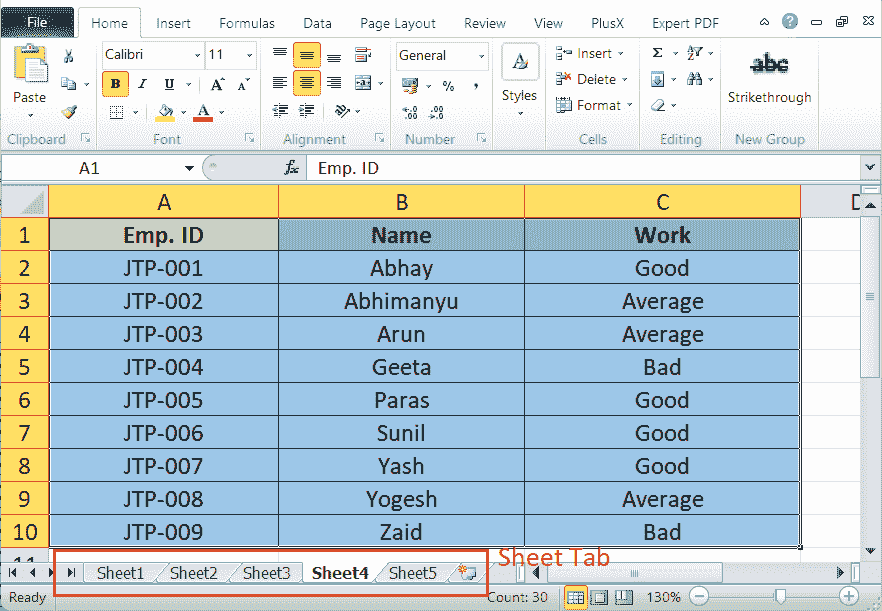 File Home Insert Formulas Data Page Layout Review View PlusX Expert PDF
Calibri 11 General Insert Σ
Paste B I U A A % , Styles Delete abc
A Format Strikethrough
Clipboard Font Alignment Number Cells Editing New Group
A1 fx Emp. ID
A B C D
1 Emp. ID Name Work
2 JTP-001 Abhay Good
3 JTP-002 Abhimanyu Average
4 JTP-003 Arun Average
5 JTP-004 Geeta Bad
6 JTP-005 Paras Good
7 JTP-006 Sunil Good
8 JTP-007 Yash Good
9 JTP-008 Yogesh Average
10 JTP-009 Zaid Bad
Sheet Tab
Sheet1 Sheet2 Sheet3 Sheet4 Sheet5
Ready Count: 30 130%